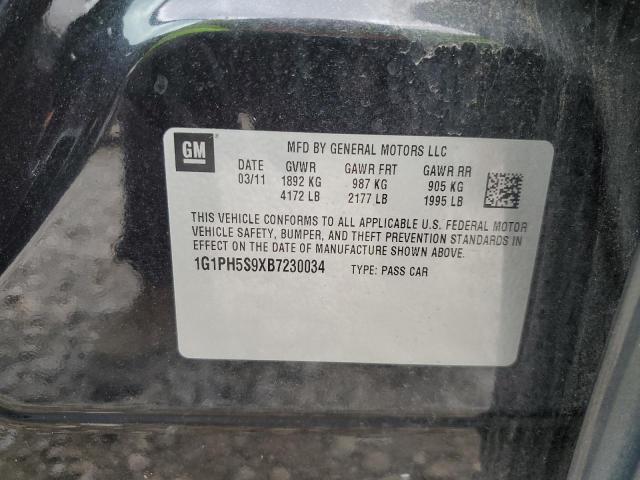 GM
MFD BY GENERAL MOTORS LLC
DATE GVWR GAWR FRT GAWR RR
03/11 1892 KG 987 KG 905 KG
4172 LB 2177 LB 1995 LB
THIS VEHICLE CONFORMS TO ALL APPLICABLE U.S. FEDERAL MOTOR
VEHICLE SAFETY, BUMPER, AND THEFT PREVENTION STANDARDS IN
EFFECT ON THE DATE OF MANUFACTURE SHOWN ABOVE.
1G1PH5S9XB7230034 TYPE: PASS CAR